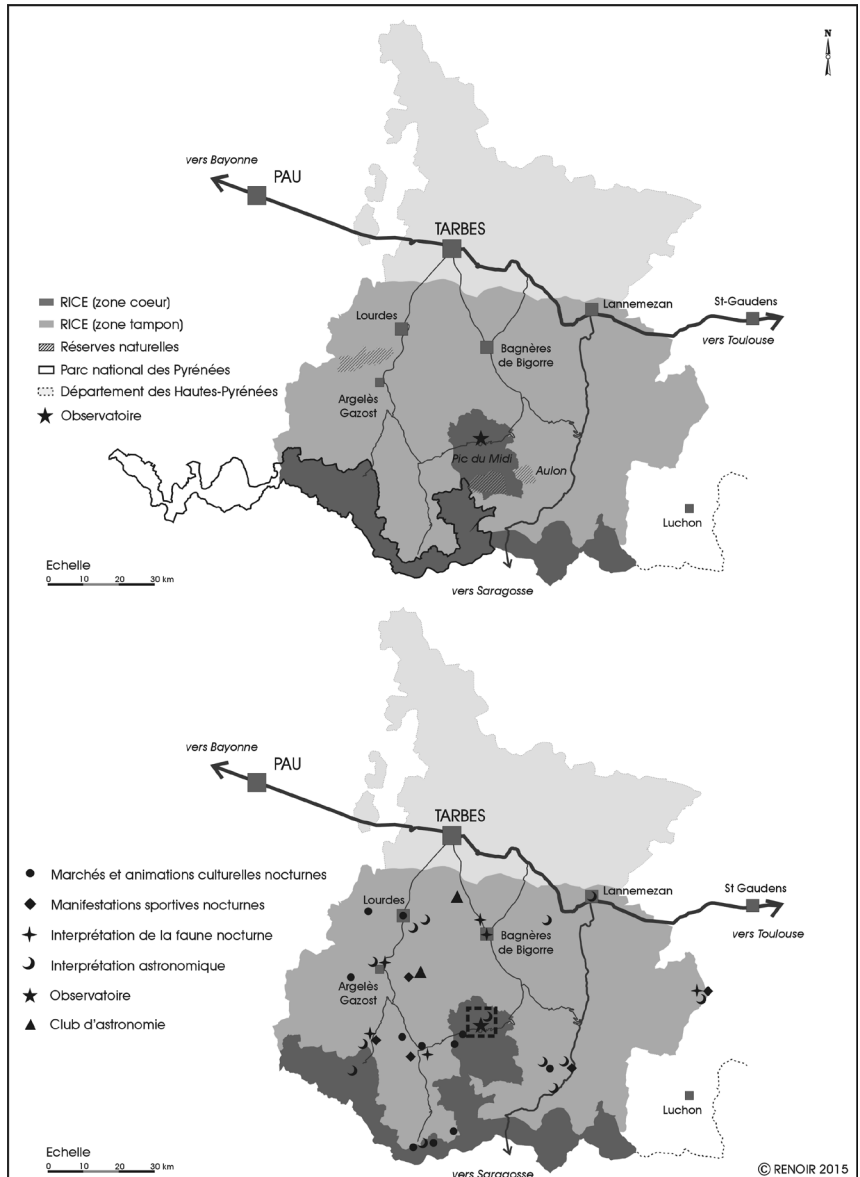 N
vers Bayonne
PAU
TARBES
RICE (zone coeur)
RICE (zone tampon)
Réserves naturelles
Parc national des Pyrénées
Département des Hautes-Pyrénées
Observatoire
Lourdes
Lannemezan
St-Gaudens
vers Toulouse
Bagnères
de Bigorre
Argelès
Gazost
Pic du Midi
Aulon
Luchon
Echelle
0 10 20 30 km
vers Saragosse
vers Bayonne
PAU
TARBES
Marchés et animations culturelles nocturnes
Manifestations sportives nocturnes
Interprétation de la faune nocturne
Interprétation astronomique
Observatoire
Club d'astronomie
Lourdes
Lannemezan
St Gaudens
vers Toulouse
Bagnères
de Bigorre
Argelès
Gazost
Luchon
Echelle
0 10 20 30 km
vers Saragosse
© RENOIR 2015